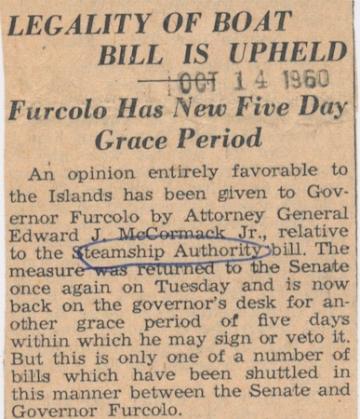 LEGALITY OF BOAT
BILL IS UPHELD
OCT 14 1960
Furcolo Has New Five Day
Grace Period
An opinion entirely favorable to
the Islands has been given to Gov-
ernor Furcolo by Attorney General
Edward J. McCormack Jr., relative
to the Steamship Authority bill. The
measure was returned to the Senate
once again on Tuesday and is now
back on the governor's desk for an-
other grace period of five days
within which he may sign or veto it.
But this is only one of a number of
bills which have been shuttled in
this manner between the Senate and
Governor Furcolo.